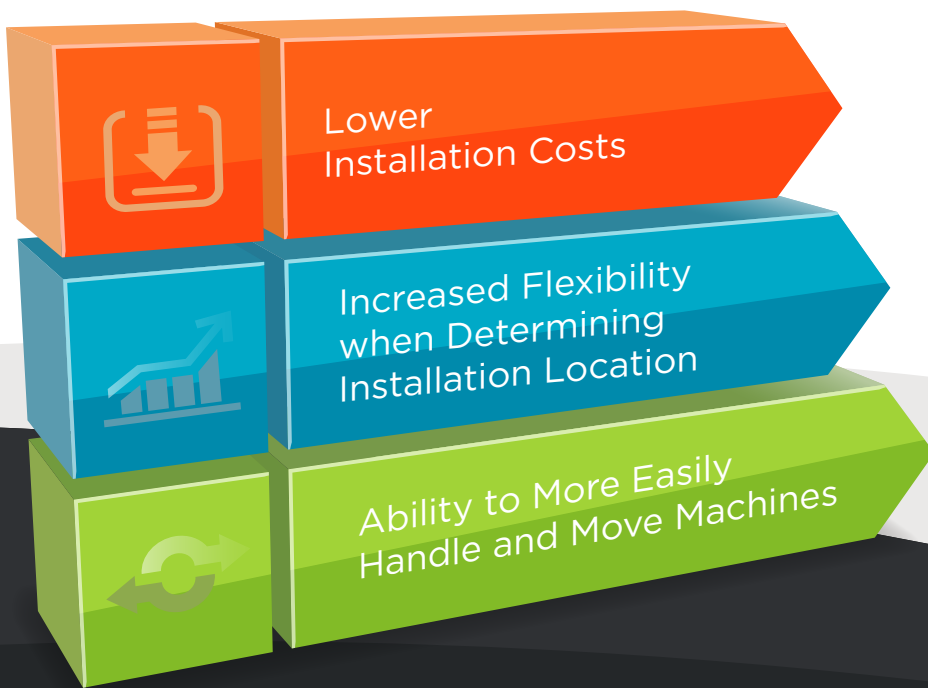 Lower
Installation Costs
Increased Flexibility
when Determining
Installation Location
Ability to More Easily
Handle and Move Machines